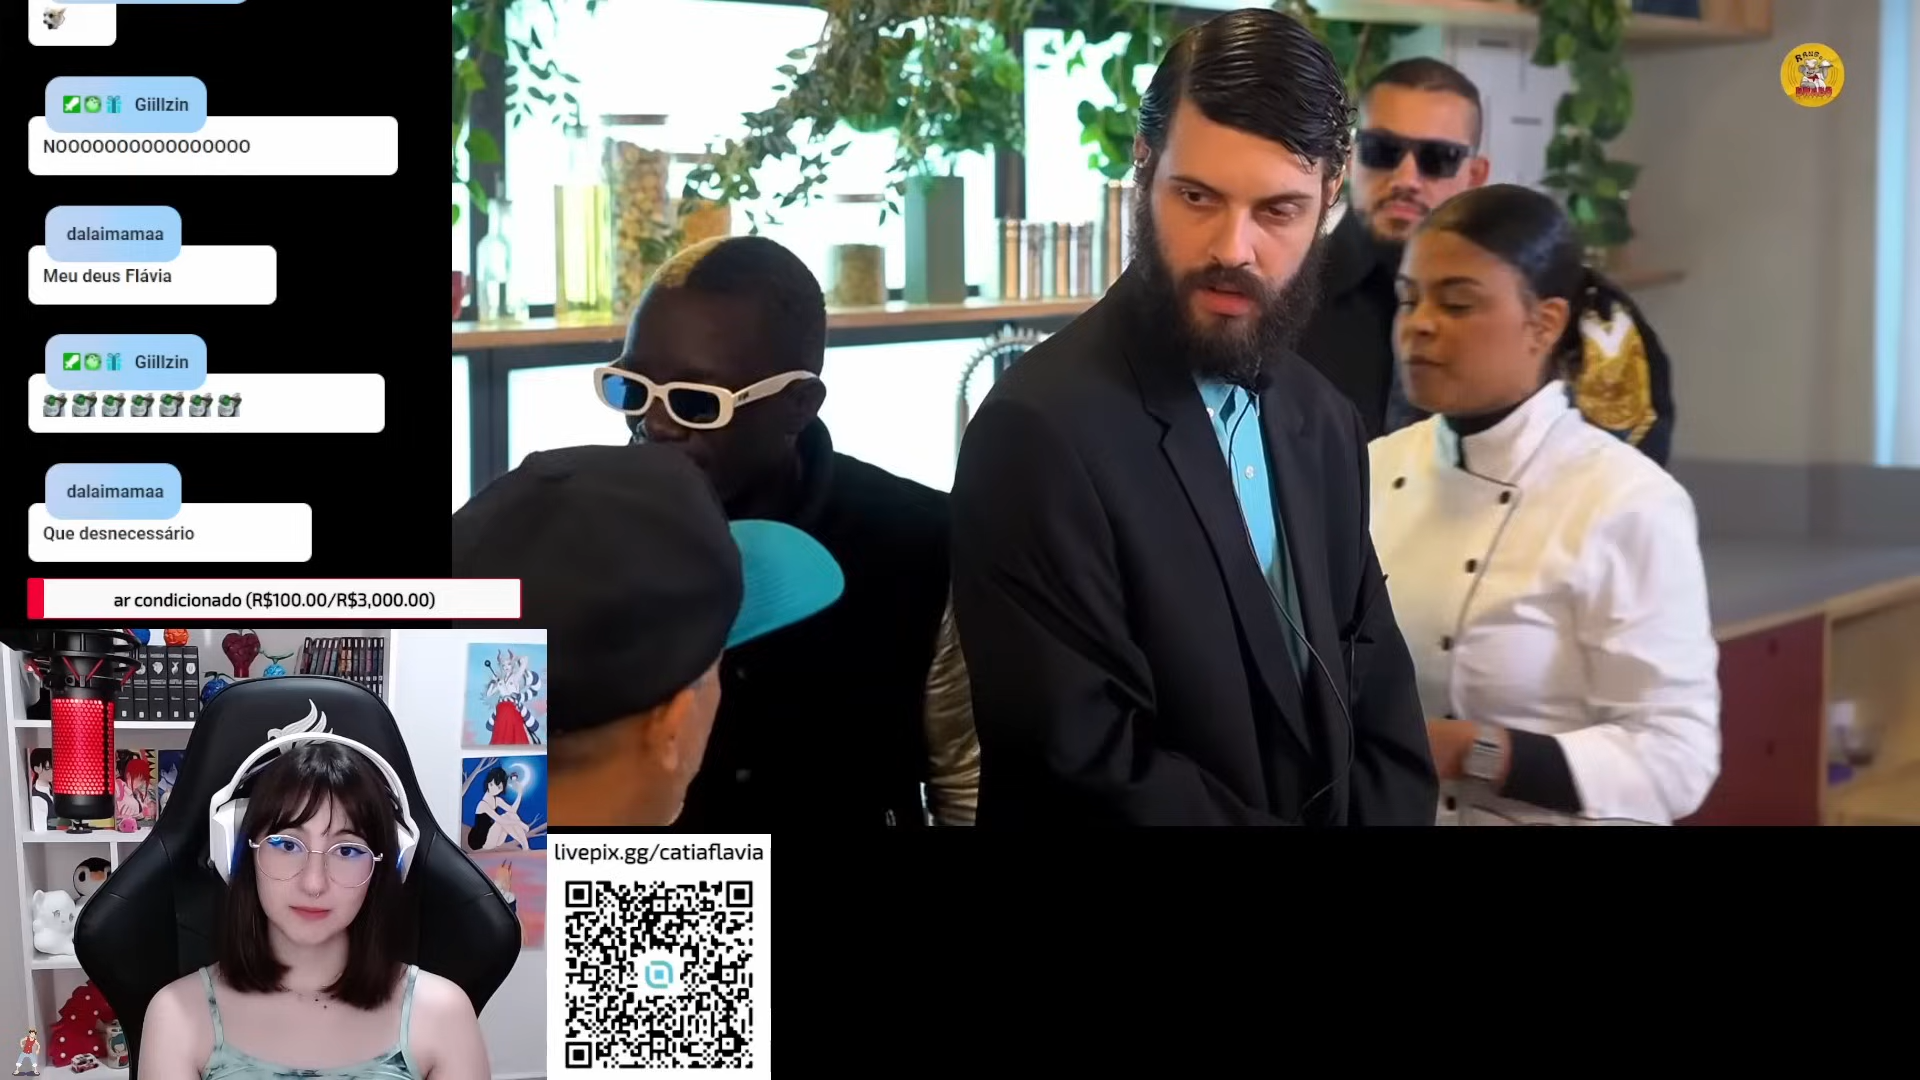 Giillzin
NOOOOOOOOOOOOOOOO
dalaimamaa
Meu deus Flávia
Giillzin
dalaimamaa
Que desnecessário
ar condicionado (R$100.00/R$3,000.00)
livepix.gg/catiaflavia